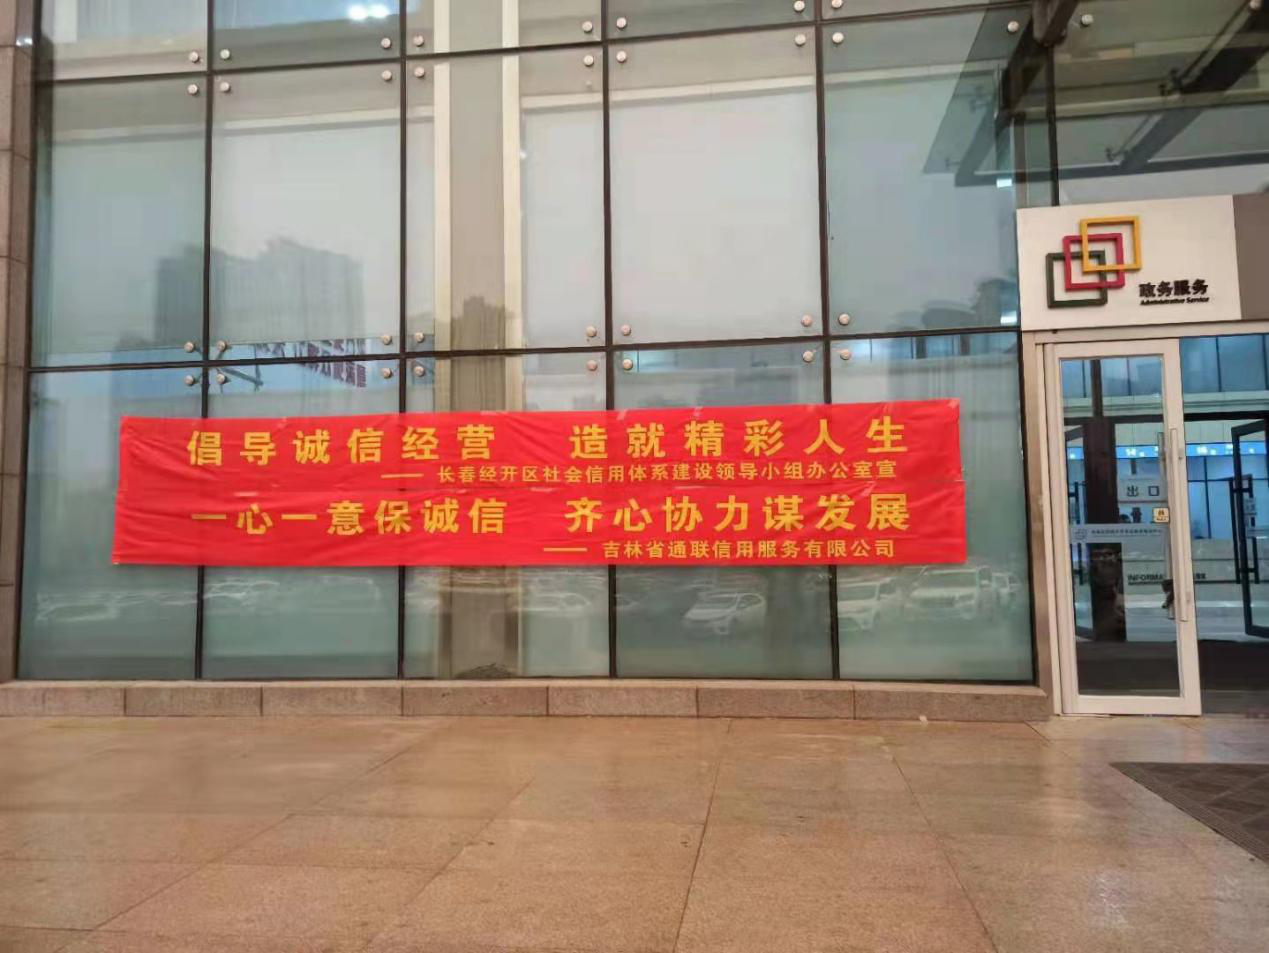 倡导诚信经营 造就精彩人生
——长春经开区社会信用体系建设领导小组办公室宣
一心一意保诚信 齐心协力谋发展
——吉林省通联信用服务有限公司
政务服务
Administrative Service
出口